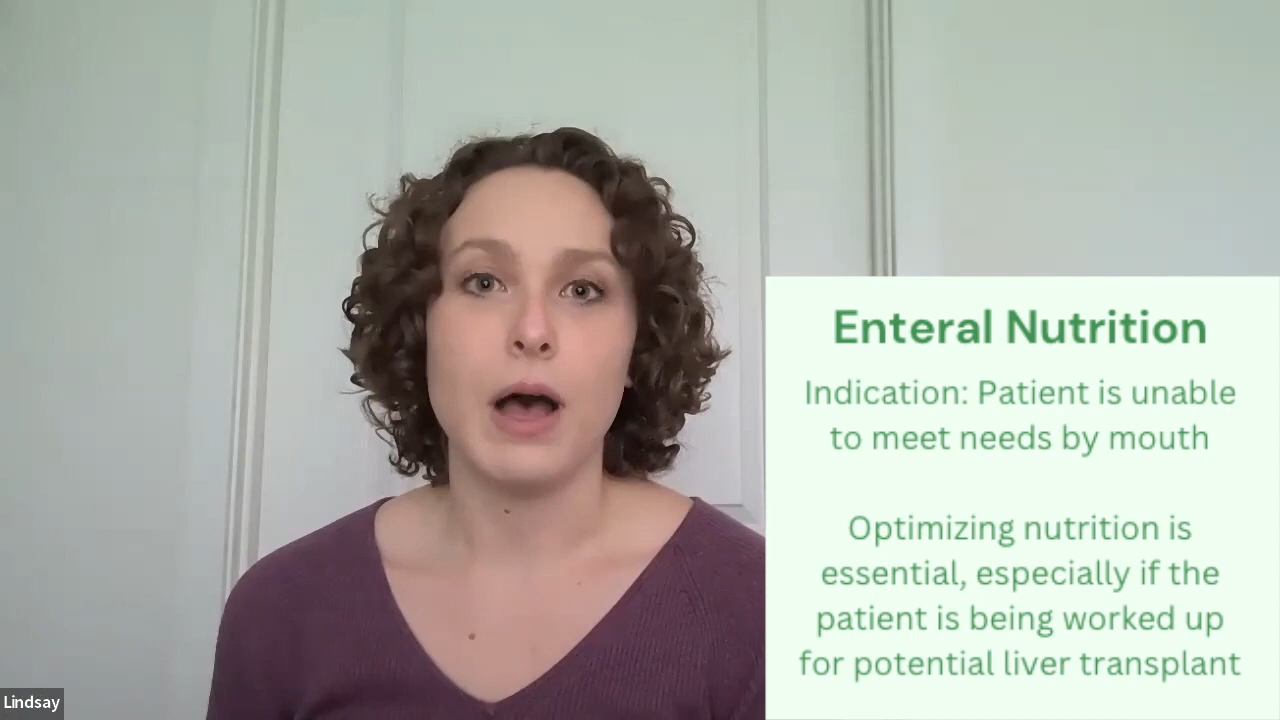 Enteral Nutrition
Indication: Patient is unable
to meet needs by mouth
Optimizing nutrition is
essential, especially if the
patient is being worked up
for potential liver transplant
Lindsay